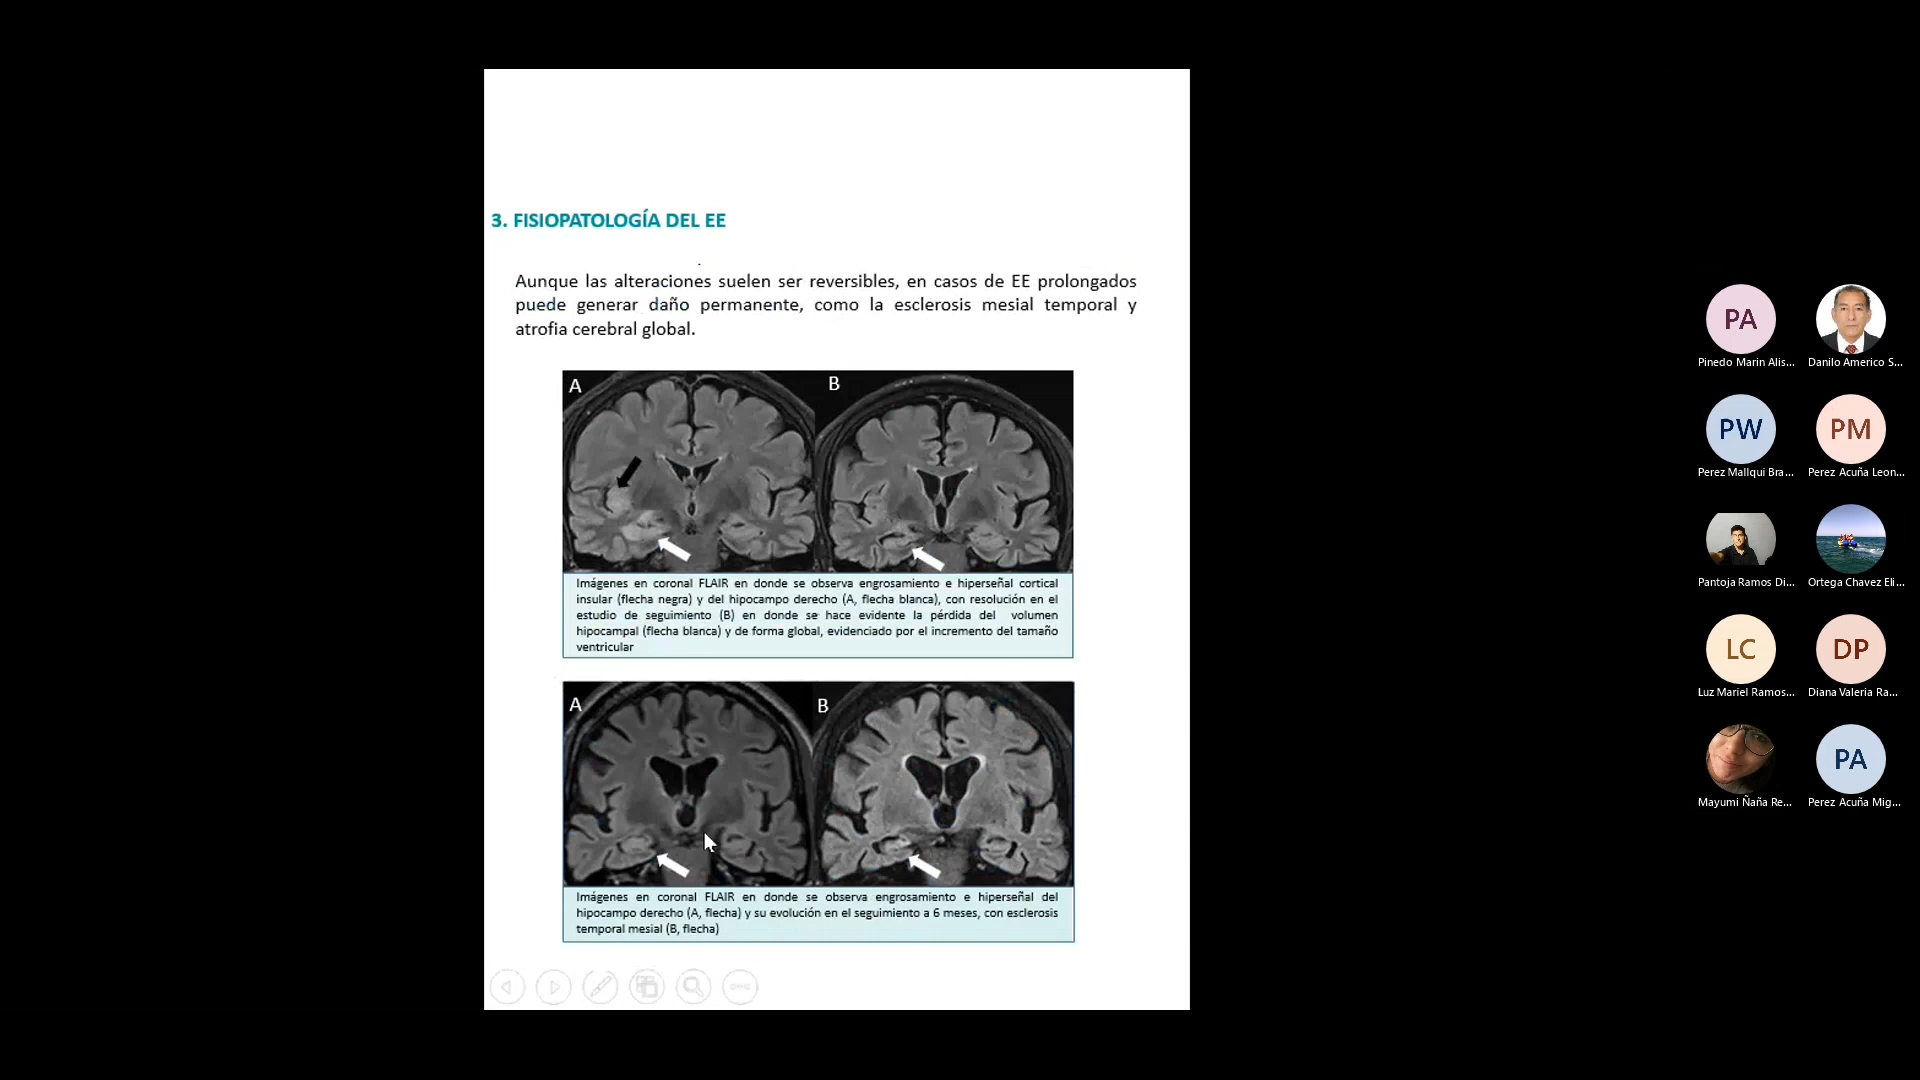 3. FISIOPATOLOGÍA DEL EE
Aunque las alteraciones suelen ser reversibles, en casos de EE prolongados
puede generar daño permanente, como la esclerosis mesial temporal y
atrofia cerebral global.
A
B
Imágenes en coronal FLAIR en donde se observa engrosamiento e hiperseñal cortical
insular (flecha negra) y del hipocampo derecho (A, flecha blanca), con resolución en el
estudio de seguimiento (B) en donde se hace evidente la pérdida del volumen
hipocampal (flecha blanca) y de forma global, evidenciado por el incremento del tamaño
ventricular
A
B
Imágenes en coronal FLAIR en donde se observa engrosamiento e hiperseñal del
hipocampo derecho (A, flecha) y su evolución en el seguimiento a 6 meses, con esclerosis
temporal mesial (B, flecha)
PA
Pinedo Marin Alis...
Danilo Americo S...
PW
Perez Mallqui Bra...
PM
Perez Acuña Leon...
Pantoja Ramos Di...
Ortega Chavez Eli...
LC
Luz Mariel Ramos...
DP
Diana Valeria Ra...
Mayumi Ñaña Re...
PA
Perez Acuña Mig...